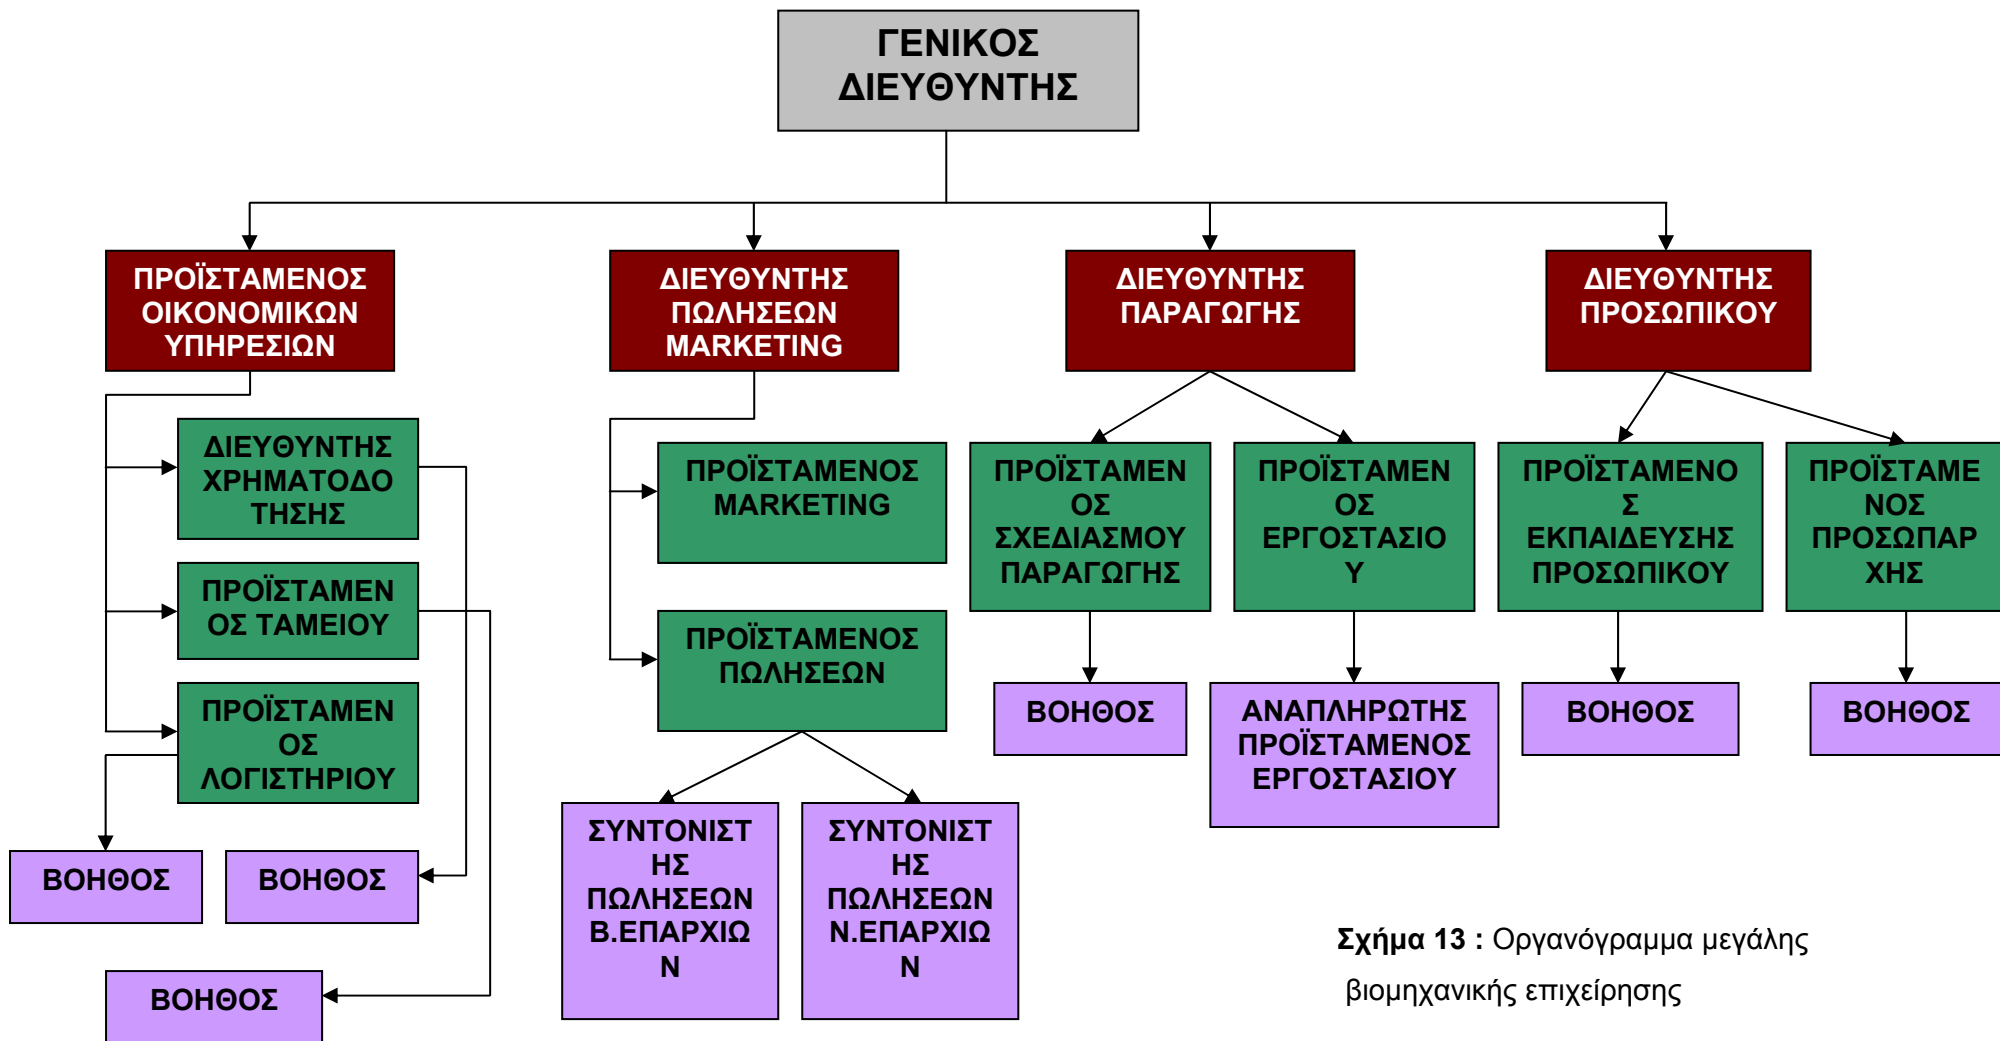 ΓΕΝΙΚΟΣ
ΔΙΕΥΘΥΝΤΗΣ
ΠΡΟΪΣΤΑΜΕΝΟΣ
ΟΙΚΟΝΟΜΙΚΩΝ
ΥΠΗΡΕΣΙΩΝ
ΔΙΕΥΘΥΝΤΗΣ
ΠΩΛΗΣΕΩΝ
MARKETING
ΔΙΕΥΘΥΝΤΗΣ
ΠΑΡΑΓΩΓΗΣ
ΔΙΕΥΘΥΝΤΗΣ
ΠΡΟΣΩΠΙΚΟΥ
ΔΙΕΥΘΥΝΤΗΣ
ΧΡΗΜΑΤΟΔΟ
ΤΗΣΗΣ
ΠΡΟΪΣΤΑΜΕΝ
ΟΣ ΤΑΜΕΙΟΥ
ΠΡΟΪΣΤΑΜΕΝ
ΟΣ
ΛΟΓΙΣΤΗΡΙΟΥ
ΠΡΟΪΣΤΑΜΕΝΟΣ
MARKETING
ΠΡΟΪΣΤΑΜΕΝΟΣ
ΠΩΛΗΣΕΩΝ
ΠΡΟΪΣΤΑΜΕΝ
ΟΣ
ΣΧΕΔΙΑΣΜΟΥ
ΠΑΡΑΓΩΓΗΣ
ΠΡΟΪΣΤΑΜΕΝ
ΟΣ
ΕΡΓΟΣΤΑΣΙΟ
Υ
ΠΡΟΪΣΤΑΜΕΝΟ
Σ
ΕΚΠΑΙΔΕΥΣΗΣ
ΠΡΟΣΩΠΙΚΟΥ
ΠΡΟΪΣΤΑΜΕ
ΝΟΣ
ΠΡΟΣΩΠΑΡ
ΧΗΣ
ΒΟΗΘΟΣ
ΑΝΑΠΛΗΡΩΤΗΣ
ΠΡΟΪΣΤΑΜΕΝΟΣ
ΕΡΓΟΣΤΑΣΙΟΥ
ΒΟΗΘΟΣ
ΒΟΗΘΟΣ
ΒΟΗΘΟΣ
ΒΟΗΘΟΣ
ΒΟΗΘΟΣ
ΣΥΝΤΟΝΙΣΤ
ΗΣ
ΠΩΛΗΣΕΩΝ
Β.ΕΠΑΡΧΙΩ
Ν
ΣΥΝΤΟΝΙΣΤ
ΗΣ
ΠΩΛΗΣΕΩΝ
Ν.ΕΠΑΡΧΙΩ
Ν
Σχήμα 13 : Οργανόγραμμα μεγάλης
βιομηχανικής επιχείρησης